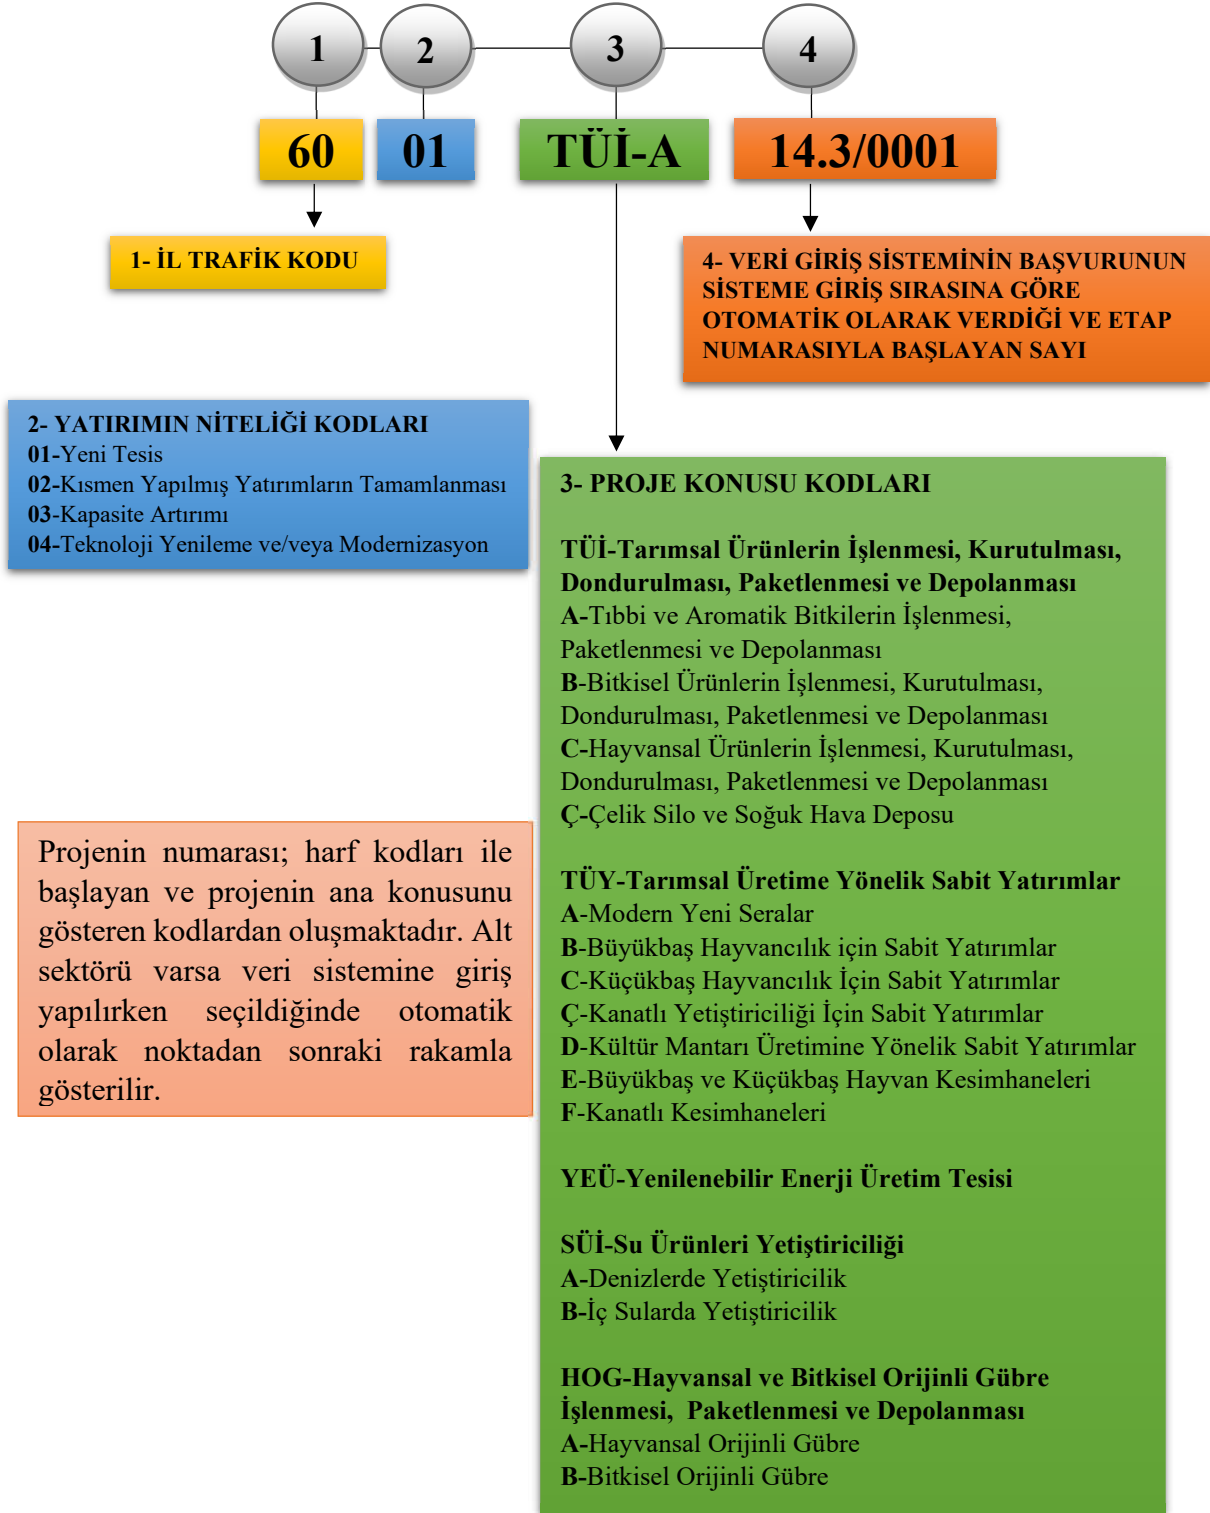 1
2
3
4
60
01
TÜİ-A
14.3/0001
1- İL TRAFİK KODU
4- VERİ GİRİŞ SİSTEMİNİN BAŞVURUNUN
SİSTEME GİRİŞ SIRASINA GÖRE
OTOMATİK OLARAK VERDİĞİ VE ETAP
NUMARASIYLA BAŞLAYAN SAYI
2- YATIRIMIN NİTELİĞİ KODLARI
01-Yeni Tesis
02-Kısmen Yapılmış Yatırımların Tamamlanması
03-Kapasite Artırımı
04-Teknoloji Yenileme ve/veya Modernizasyon
3- PROJE KONUSU KODLARI
TÜİ-Tarımsal Ürünlerin İşlenmesi, Kurutulması,
Dondurulması, Paketlenmesi ve Depolanması
A-Tıbbi ve Aromatik Bitkilerin İşlenmesi,
Paketlenmesi ve Depolanması
B-Bitkisel Ürünlerin İşlenmesi, Kurutulması,
Dondurulması, Paketlenmesi ve Depolanması
C-Hayvansal Ürünlerin İşlenmesi, Kurutulması,
Dondurulması, Paketlenmesi ve Depolanması
Ç-Çelik Silo ve Soğuk Hava Deposu
TÜY-Tarımsal Üretime Yönelik Sabit Yatırımlar
A-Modern Yeni Seralar
B-Büyükbaş Hayvancılık için Sabit Yatırımlar
C-Küçükbaş Hayvancılık İçin Sabit Yatırımlar
Ç-Kanatlı Yetiştiriciliği İçin Sabit Yatırımlar
D-Kültür Mantarı Üretimine Yönelik Sabit Yatırımlar
E-Büyükbaş ve Küçükbaş Hayvan Kesimhaneleri
F-Kanatlı Kesimhaneleri
YEÜ-Yenilenebilir Enerji Üretim Tesisi
SÜİ-Su Ürünleri Yetiştiriciliği
A-Denizlerde Yetiştiricilik
B-İç Sularda Yetiştiricilik
HOG-Hayvansal ve Bitkisel Orijinli Gübre
İşlenmesi, Paketlenmesi ve Depolanması
A-Hayvansal Orijinli Gübre
B-Bitkisel Orijinli Gübre
Projenin numarası; harf kodları ile
başlayan ve projenin ana konusunu
gösteren kodlardan oluşmaktadır. Alt
sektörü varsa veri sistemine giriş
yapılırken seçildiğinde otomatik
olarak noktadan sonraki rakamla
gösterilir.